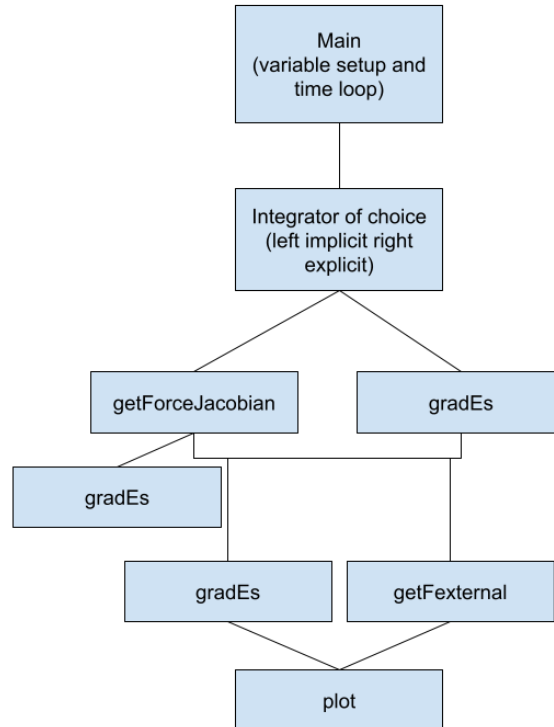 Main
(variable setup and
time loop)
Integrator of choice
(left implicit right
explicit)
getForceJacobian
gradEs
gradEs
gradEs
getFexternal
plot